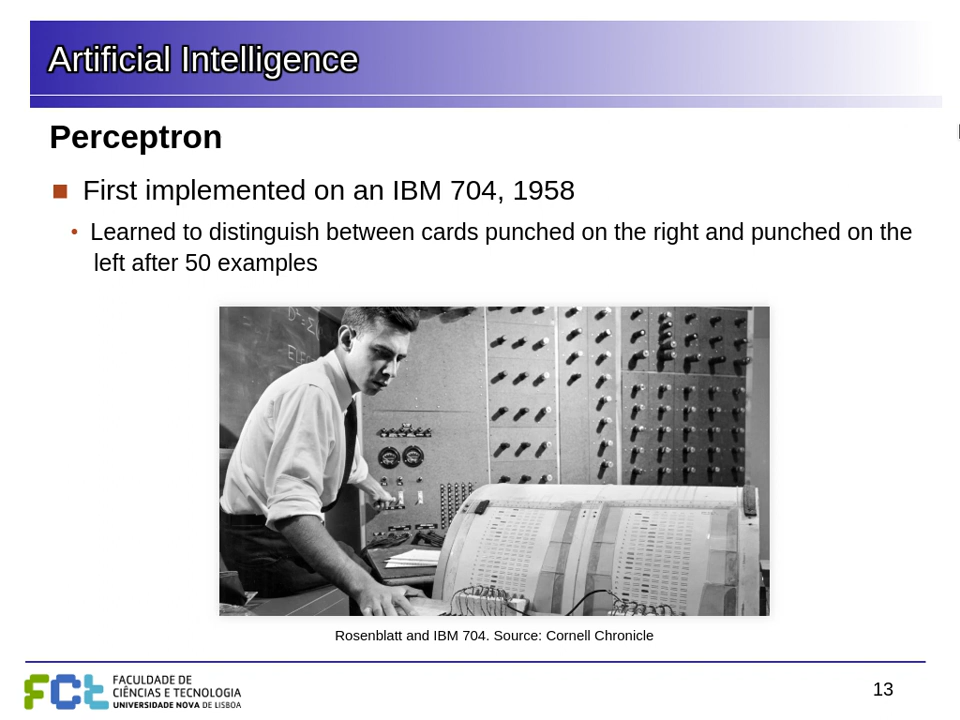 Artificial Intelligence
Perceptron
First implemented on an IBM 704, 1958
Learned to distinguish between cards punched on the right and punched on the
left after 50 examples
Rosenblatt and IBM 704. Source: Cornell Chronicle
FCT
FACULDADE DE
CIÊNCIAS E TECNOLOGIA
UNIVERSIDADE NOVA DE LISBOA
13